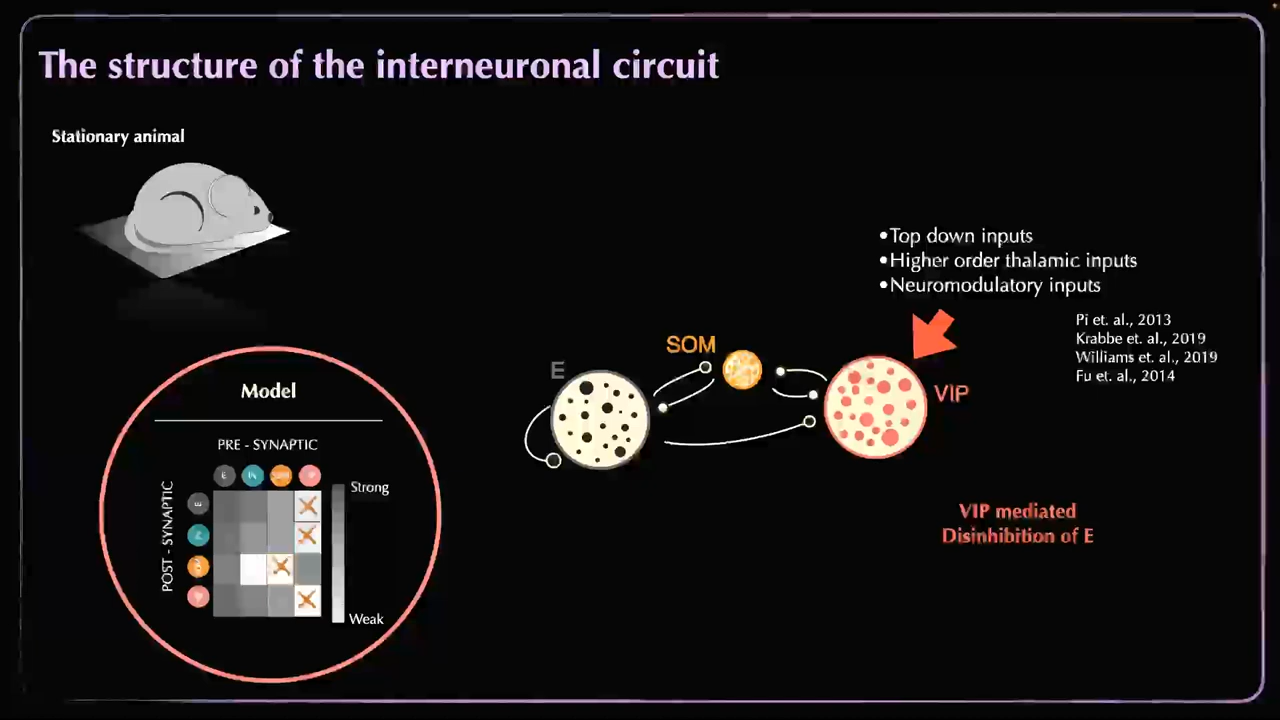 The structure of the interneuronal circuit
Stationary animal
•Top down inputs
•Higher order thalamic inputs
•Neuromodulatory inputs
Pi et. al., 2013
Krabbe et. al., 2019
Williams et. al., 2019
Fu et. al., 2014
SOM
E
VIP
Model
PRE - SYNAPTIC
E
POST - SYNAPTIC
Strong
Weak
VIP mediated
Disinhibition of E